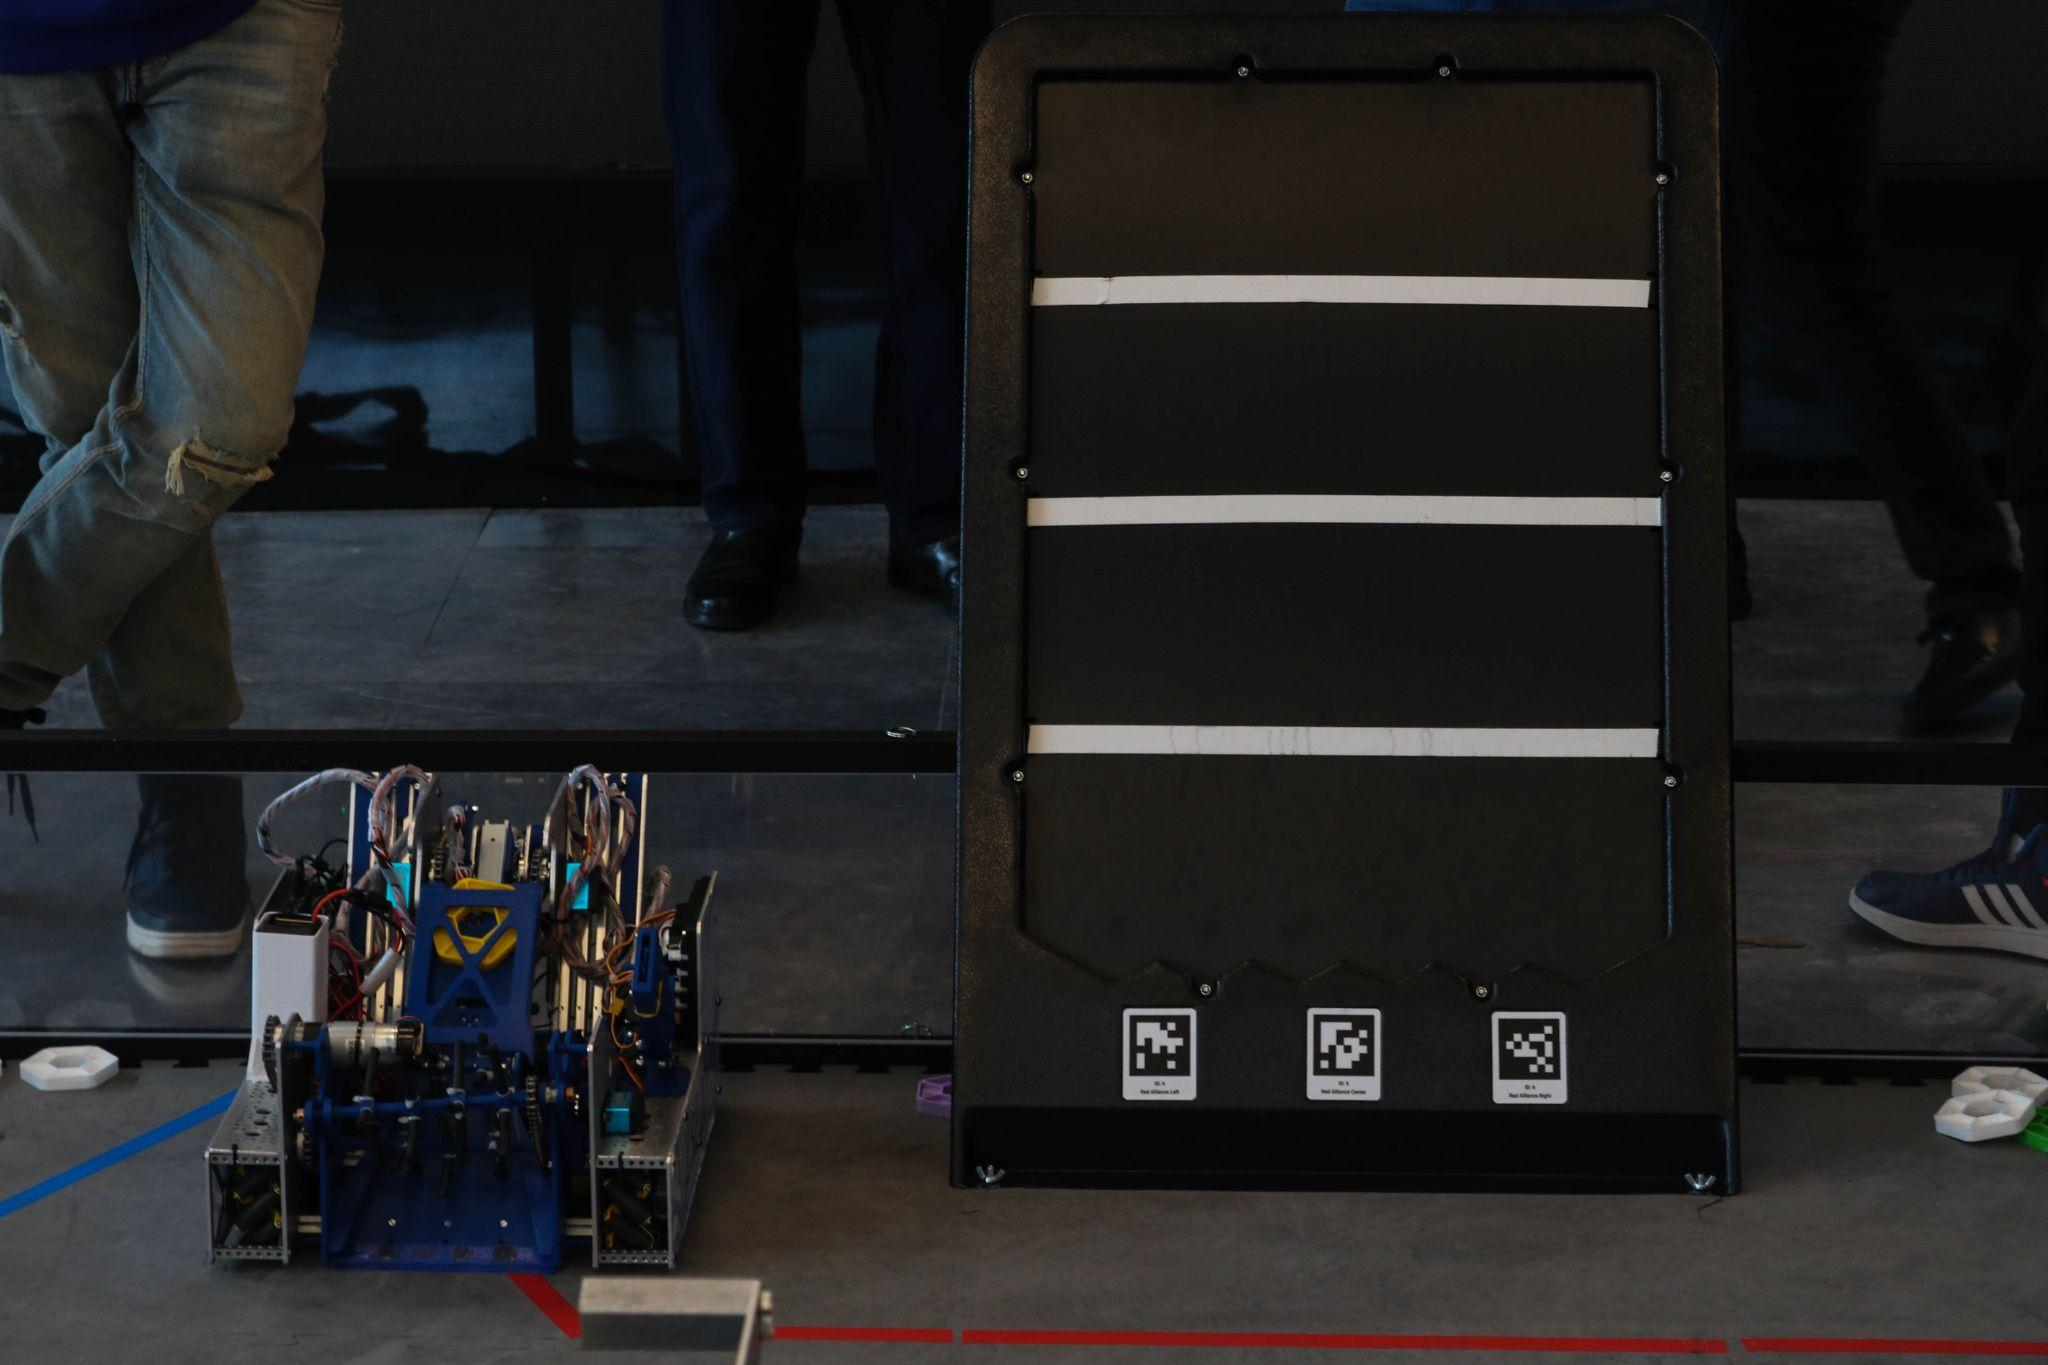 ID: 4
Red Alliance Left
ID: 5
Red Alliance Center
ID: 6
Red Alliance Right